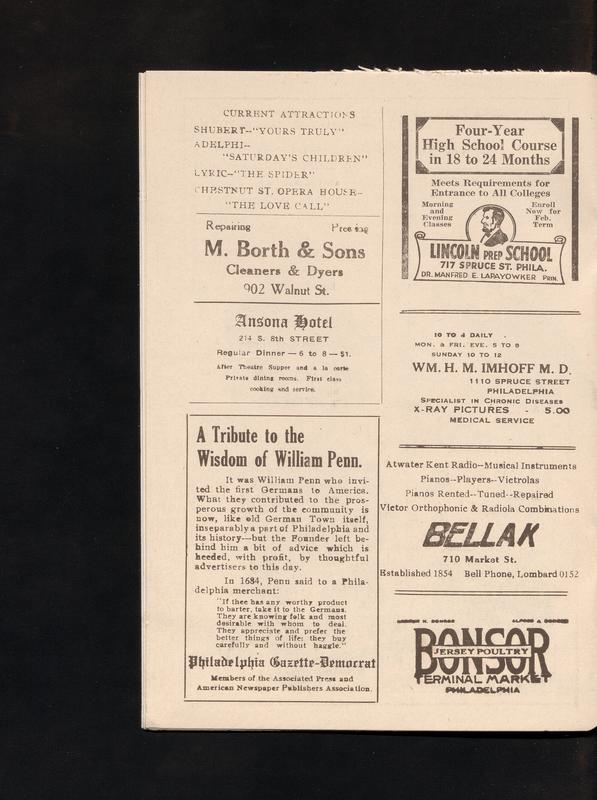 CURRENT ATTRACTIONS
SHUBERT--"YOURS TRULY"
ADELPHI--
"SATURDAY'S CHILDREN"
LYRIC--"THE SPIDER"
CHESTNUT ST. OPERA HOUSE--
"THE LOVE CALL"
Repairing Pressing
M. Borth & Sons
Cleaners & Dyers
902 Walnut St.
Ansona Hotel
214 S. 8th STREET
Regular Dinner — 6 to 8 — $1.
After Theatre Supper and a la carte
Private dining rooms. First class
cooking and service.
A Tribute to the
Wisdom of William Penn.
It was William Penn who invi-
ted the first Germans to America.
What they contributed to the pros-
perous growth of the community is
now, like old German Town itself,
inseparably a part of Philadelphia and
its history---but the Founder left be-
hind him a bit of advice which is
heeded, with profit, by thoughtful
advertisers to this day.
In 1684, Penn said to a Phila-
delphia merchant:
"If thee has any worthy product
to barter, take it to the Germans.
They are knowing folk and most
desirable with whom to deal.
They appreciate and prefer the
better things of life; they buy
carefully and without haggle."
Philadelphia Gazette-Democrat
Members of the Associated Press and
American Newspaper Publishers Association.
Four-Year
High School Course
in 18 to 24 Months
Meets Requirements for
Entrance to All Colleges
Morning
and
Evening
Classes
Enroll
Now for
Feb.
Term
LINCOLN PREP SCHOOL
717 SPRUCE ST. PHILA.
DR. MANFRED E. LAPAYOWKER PRIN.
10 TO 4 DAILY
MON. & FRI. EVE. 5 TO 8
SUNDAY 10 TO 12
WM. H. M. IMHOFF M. D.
1110 SPRUCE STREET
PHILADELPHIA
SPECIALIST IN CHRONIC DISEASES
X-RAY PICTURES - 5.00
MEDICAL SERVICE
Atwater Kent Radio--Musical Instruments
Pianos--Players--Victrolas
Pianos Rented--Tuned--Repaired
Victor Orthophonic & Radiola Combinations
BELLAK
710 Market St.
Established 1854 Bell Phone, Lombard 0152
BONSOR
JERSEY POULTRY
TERMINAL MARKET
PHILADELPHIA